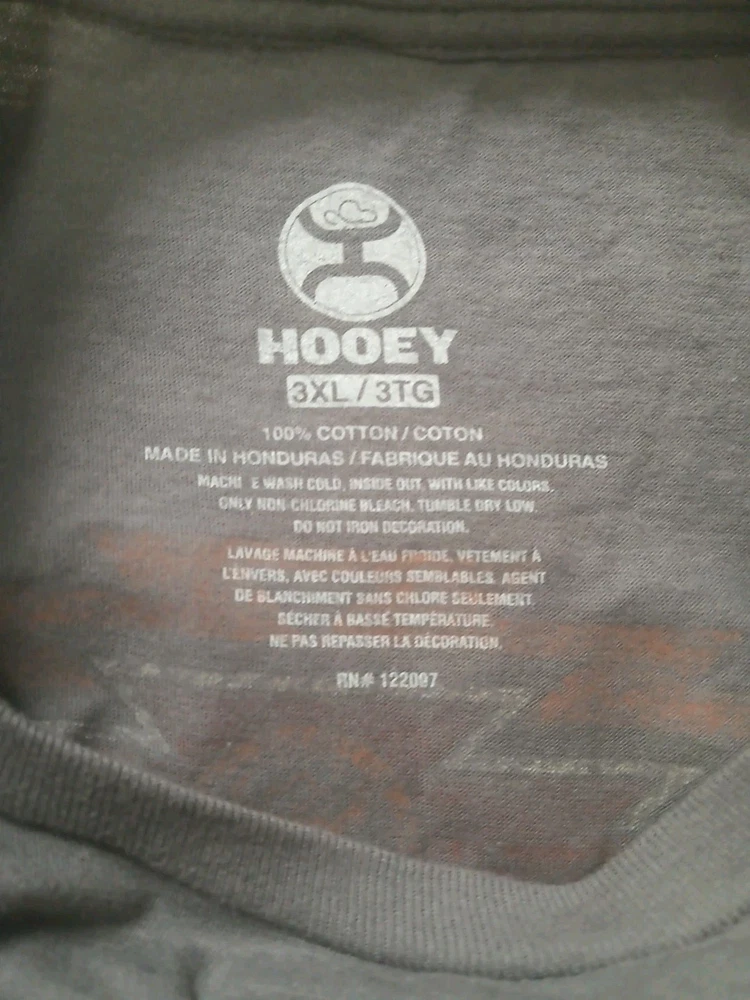 HOOEY
3XL / 3TG
100% COTTON / COTON
MADE IN HONDURAS / FABRIQUE AU HONDURAS
MACHI E WASH COLD, INSIDE OUT, WITH LIKE COLORS.
ONLY NON-CHLORINE BLEACH. TUMBLE DRY LOW.
DO NOT IRON DECORATION.
LAVAGE MACHINE À L'EAU FROIDE, VETEMENT À
L'ENVERS, AVEC COULEURS SEMBLABLES. AGENT
DE BLANCHIMENT SANS CHLORE SEULEMENT.
SÉCHER À BASSÉ TEMPÉRATURE.
NE PAS REPASSER LA DÉCORATION.
RN# 122097